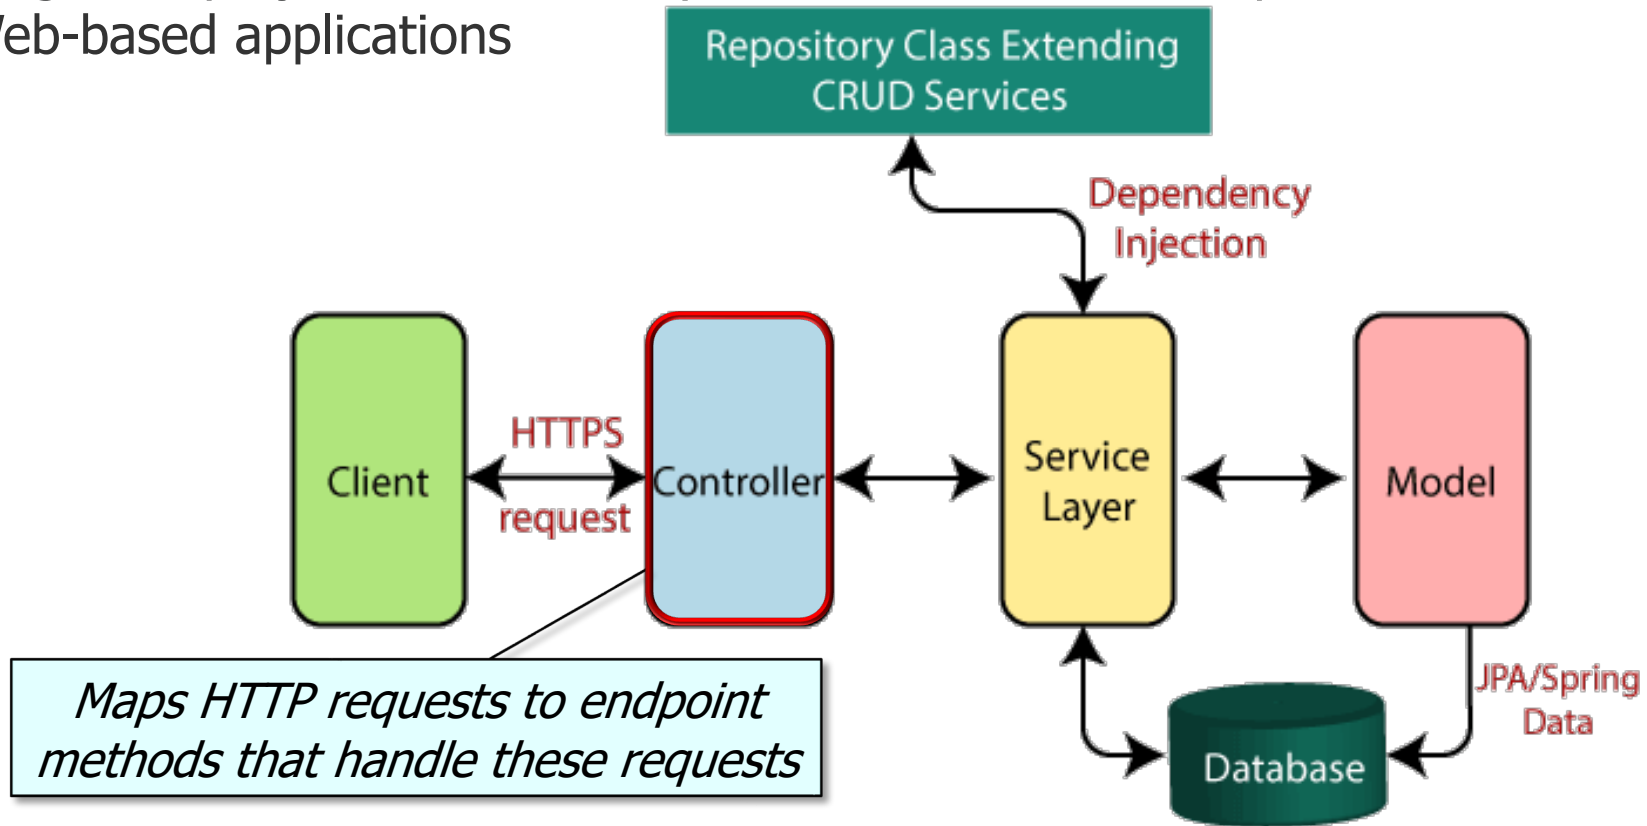 Web-based applications
Repository Class Extending
CRUD Services
Dependency
Injection
HTTPS
request
Client
Controller
Service
Layer
Model
JPA/Spring
Data
Database
Maps HTTP requests to endpoint
methods that handle these requests